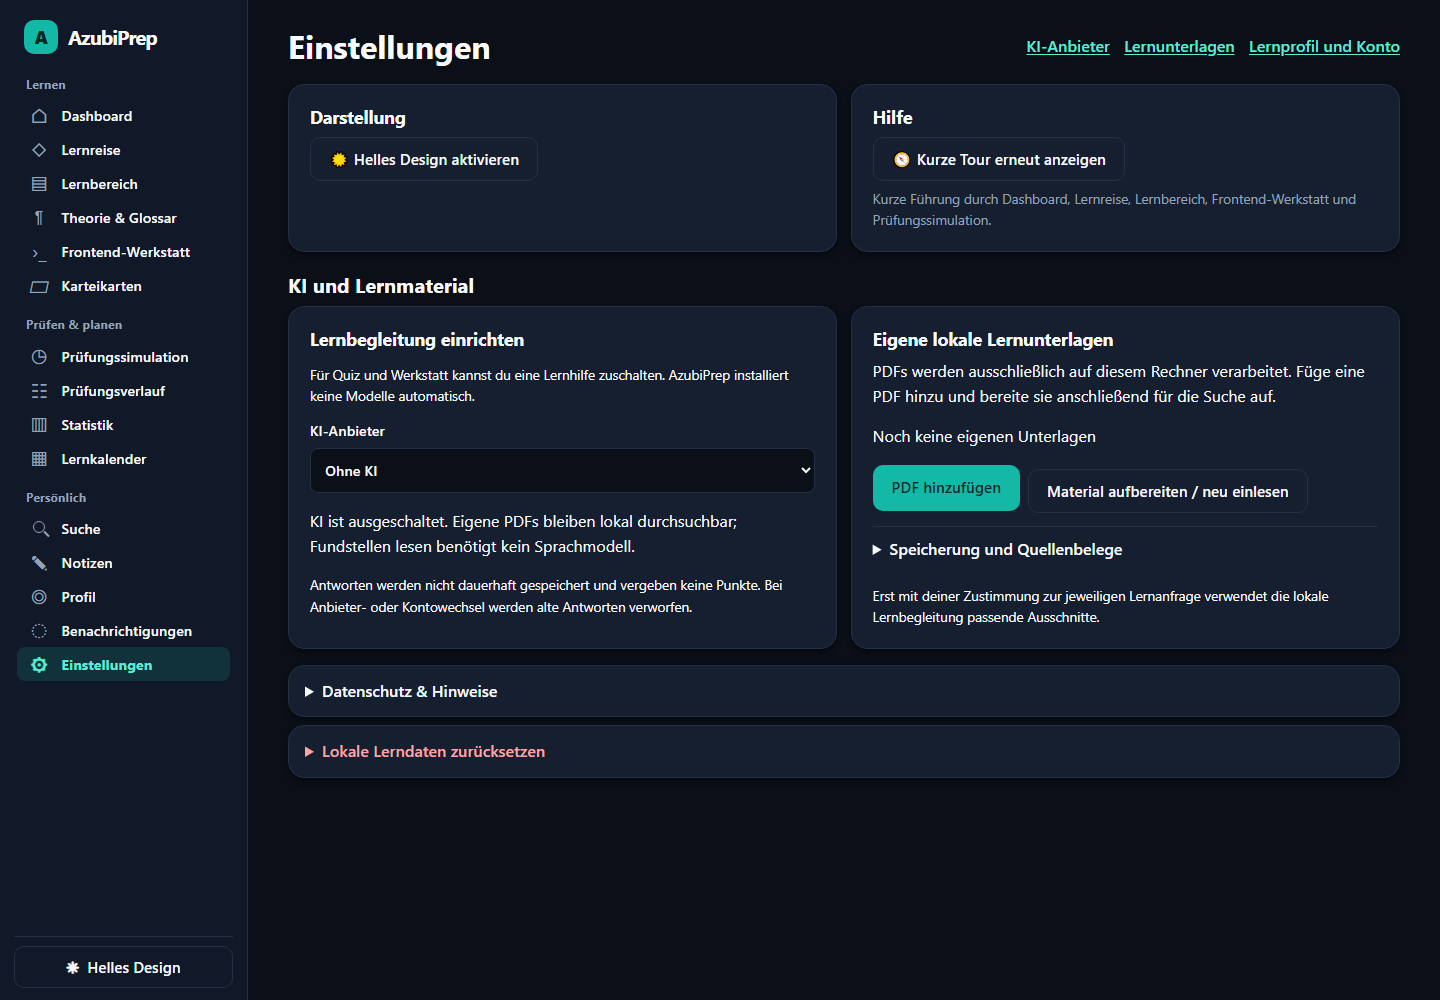 A AzubiPrep
Lernen
Dashboard
Lernreise
Lernbereich
¶ Theorie & Glossar
›_ Frontend-Werkstatt
Karteikarten
Prüfen & planen
Prüfungssimulation
Prüfungsverlauf
Statistik
Lernkalender
Persönlich
Suche
Notizen
Profil
Benachrichtigungen
Einstellungen
Helles Design
Einstellungen
KI-Anbieter Lernunterlagen Lernprofil und Konto
Darstellung
Helles Design aktivieren
Hilfe
Kurze Tour erneut anzeigen
Kurze Führung durch Dashboard, Lernreise, Lernbereich, Frontend-Werkstatt und
Prüfungssimulation.
KI und Lernmaterial
Lernbegleitung einrichten
Für Quiz und Werkstatt kannst du eine Lernhilfe zuschalten. AzubiPrep installiert
keine Modelle automatisch.
KI-Anbieter
Ohne KI
KI ist ausgeschaltet. Eigene PDFs bleiben lokal durchsuchbar;
Fundstellen lesen benötigt kein Sprachmodell.
Antworten werden nicht dauerhaft gespeichert und vergeben keine Punkte. Bei
Anbieter- oder Kontowechsel werden alte Antworten verworfen.
Eigene lokale Lernunterlagen
PDFs werden ausschließlich auf diesem Rechner verarbeitet. Füge eine
PDF hinzu und bereite sie anschließend für die Suche auf.
Noch keine eigenen Unterlagen
PDF hinzufügen
Material aufbereiten / neu einlesen
Speicherung und Quellenbelege
Erst mit deiner Zustimmung zur jeweiligen Lernanfrage verwendet die lokale
Lernbegleitung passende Ausschnitte.
Datenschutz & Hinweise
Lokale Lerndaten zurücksetzen